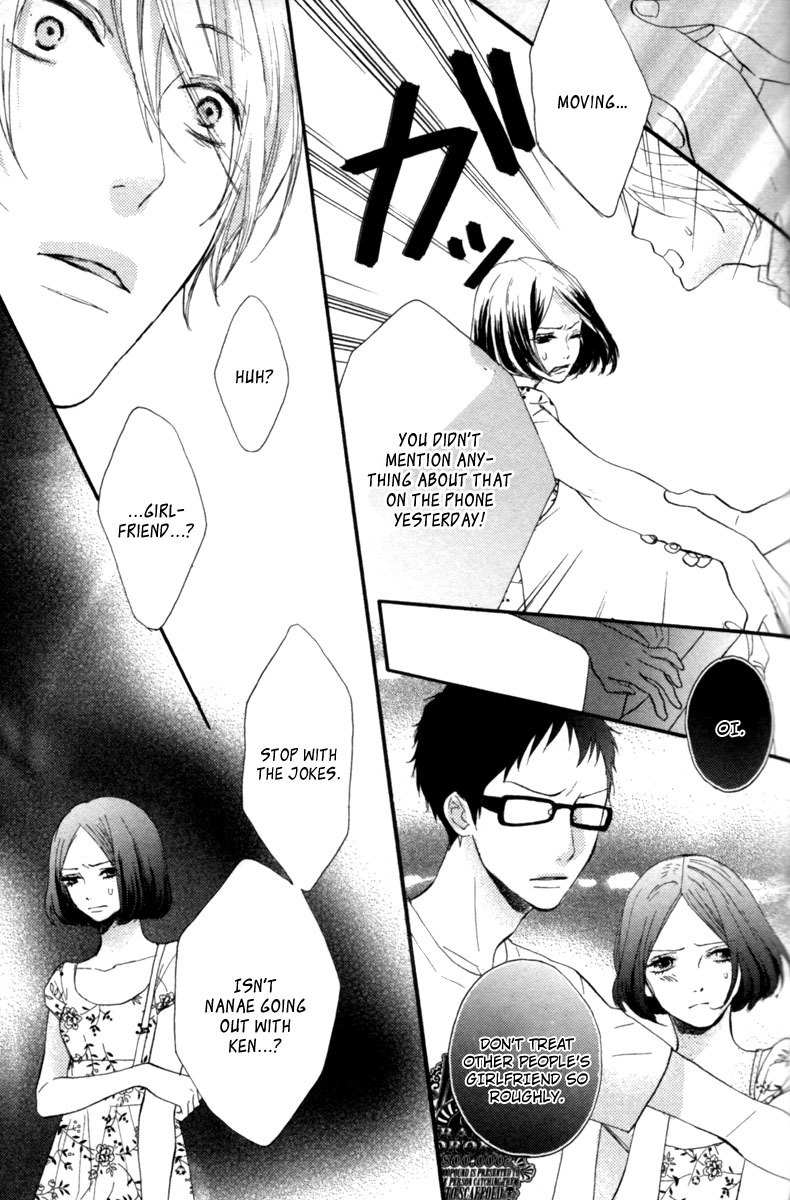 MOVING...
ガッ
YOU DIDN'T
MENTION ANY-
THING ABOUT THAT
ON THE PHONE
YESTERDAY!
OI.
DON'T TREAT
OTHER PEOPLE'S
GIRLFRIEND SO
ROUGHLY.
HUH?
...GIRL-
FRIEND...?
STOP WITH
THE JOKES.
ISN'T
NANAE GOING
OUT WITH
KEN...?